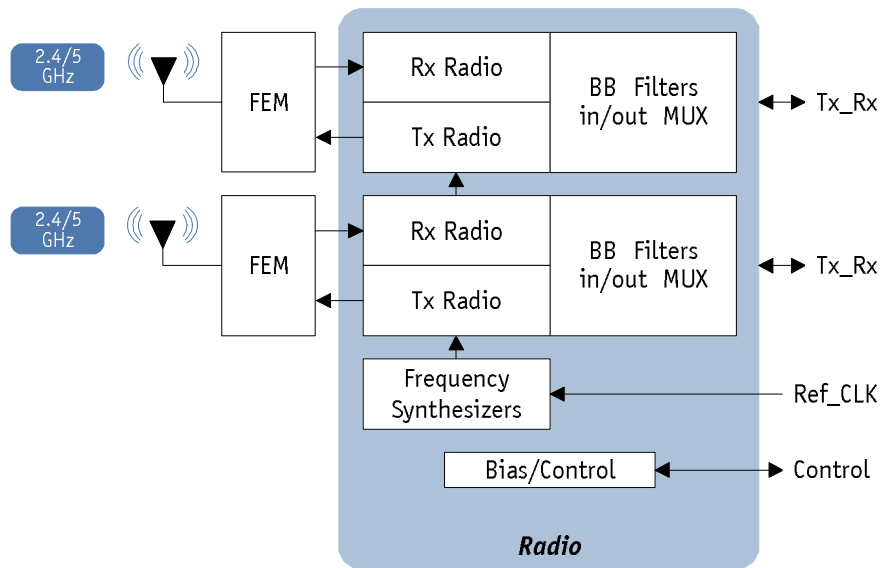 2.4/5
GHz
FEM
Rx Radio
Tx Radio
BB Filters
in/out MUX
Tx_Rx
2.4/5
GHz
FEM
Rx Radio
Tx Radio
BB Filters
in/out MUX
Tx_Rx
Frequency
Synthesizers
Ref_CLK
Bias/Control
Control
Radio